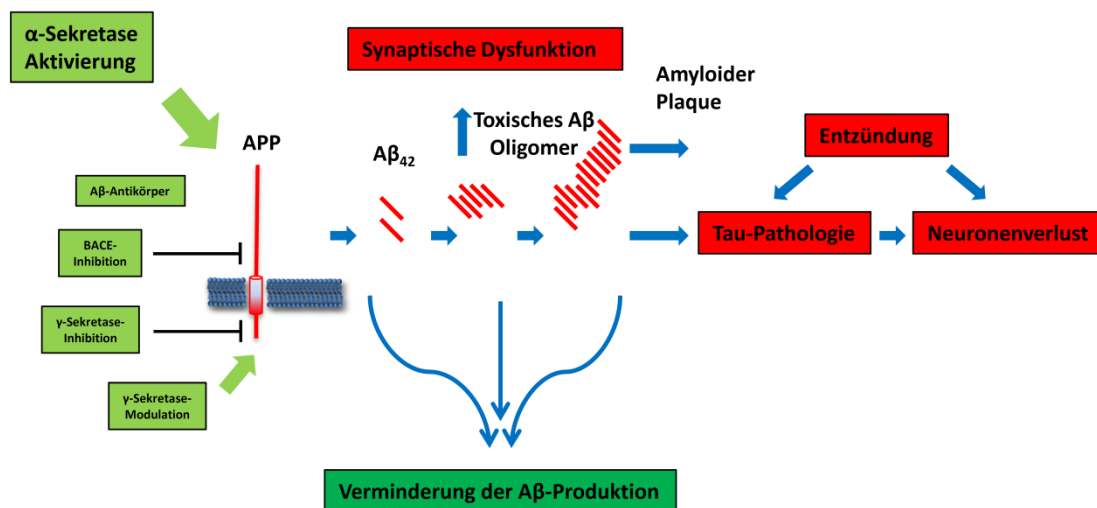 α-Sekretase
Aktivierung
Synaptische Dysfunktion
Amyloider
Plaque
Toxisches Aβ
Oligomer
Entzündung
APP
Aβ₄₂
Aβ-Antikörper
BACE-
Inhibition
Tau-Pathologie
Neuronenverlust
γ-Sekretase-
Inhibition
γ-Sekretase-
Modulation
Verminderung der Aβ-Produktion